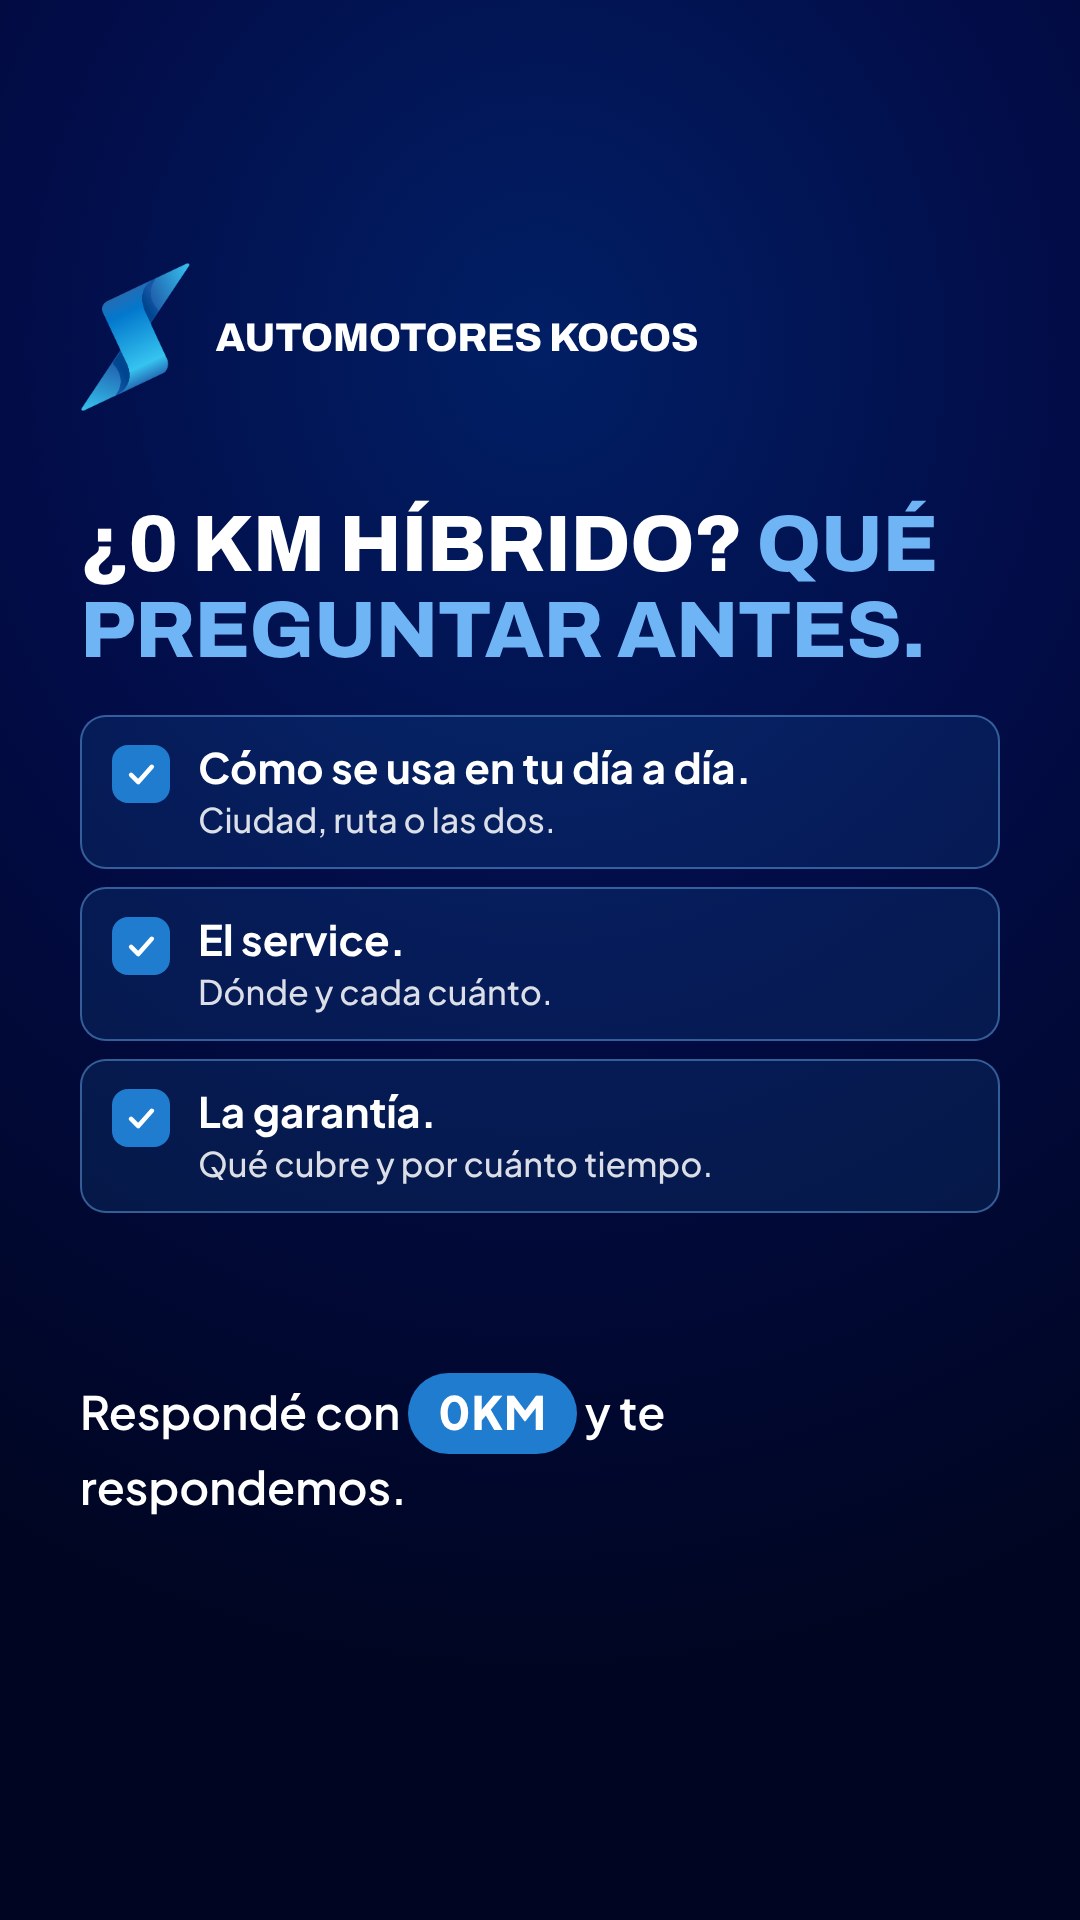 AUTOMOTORES KOCOS
¿0 KM HÍBRIDO? QUÉ
PREGUNTAR ANTES.
Cómo se usa en tu día a día.
Ciudad, ruta o las dos.
El service.
Dónde y cada cuánto.
La garantía.
Qué cubre y por cuánto tiempo.
Respondé con 0KM y te
respondemos.